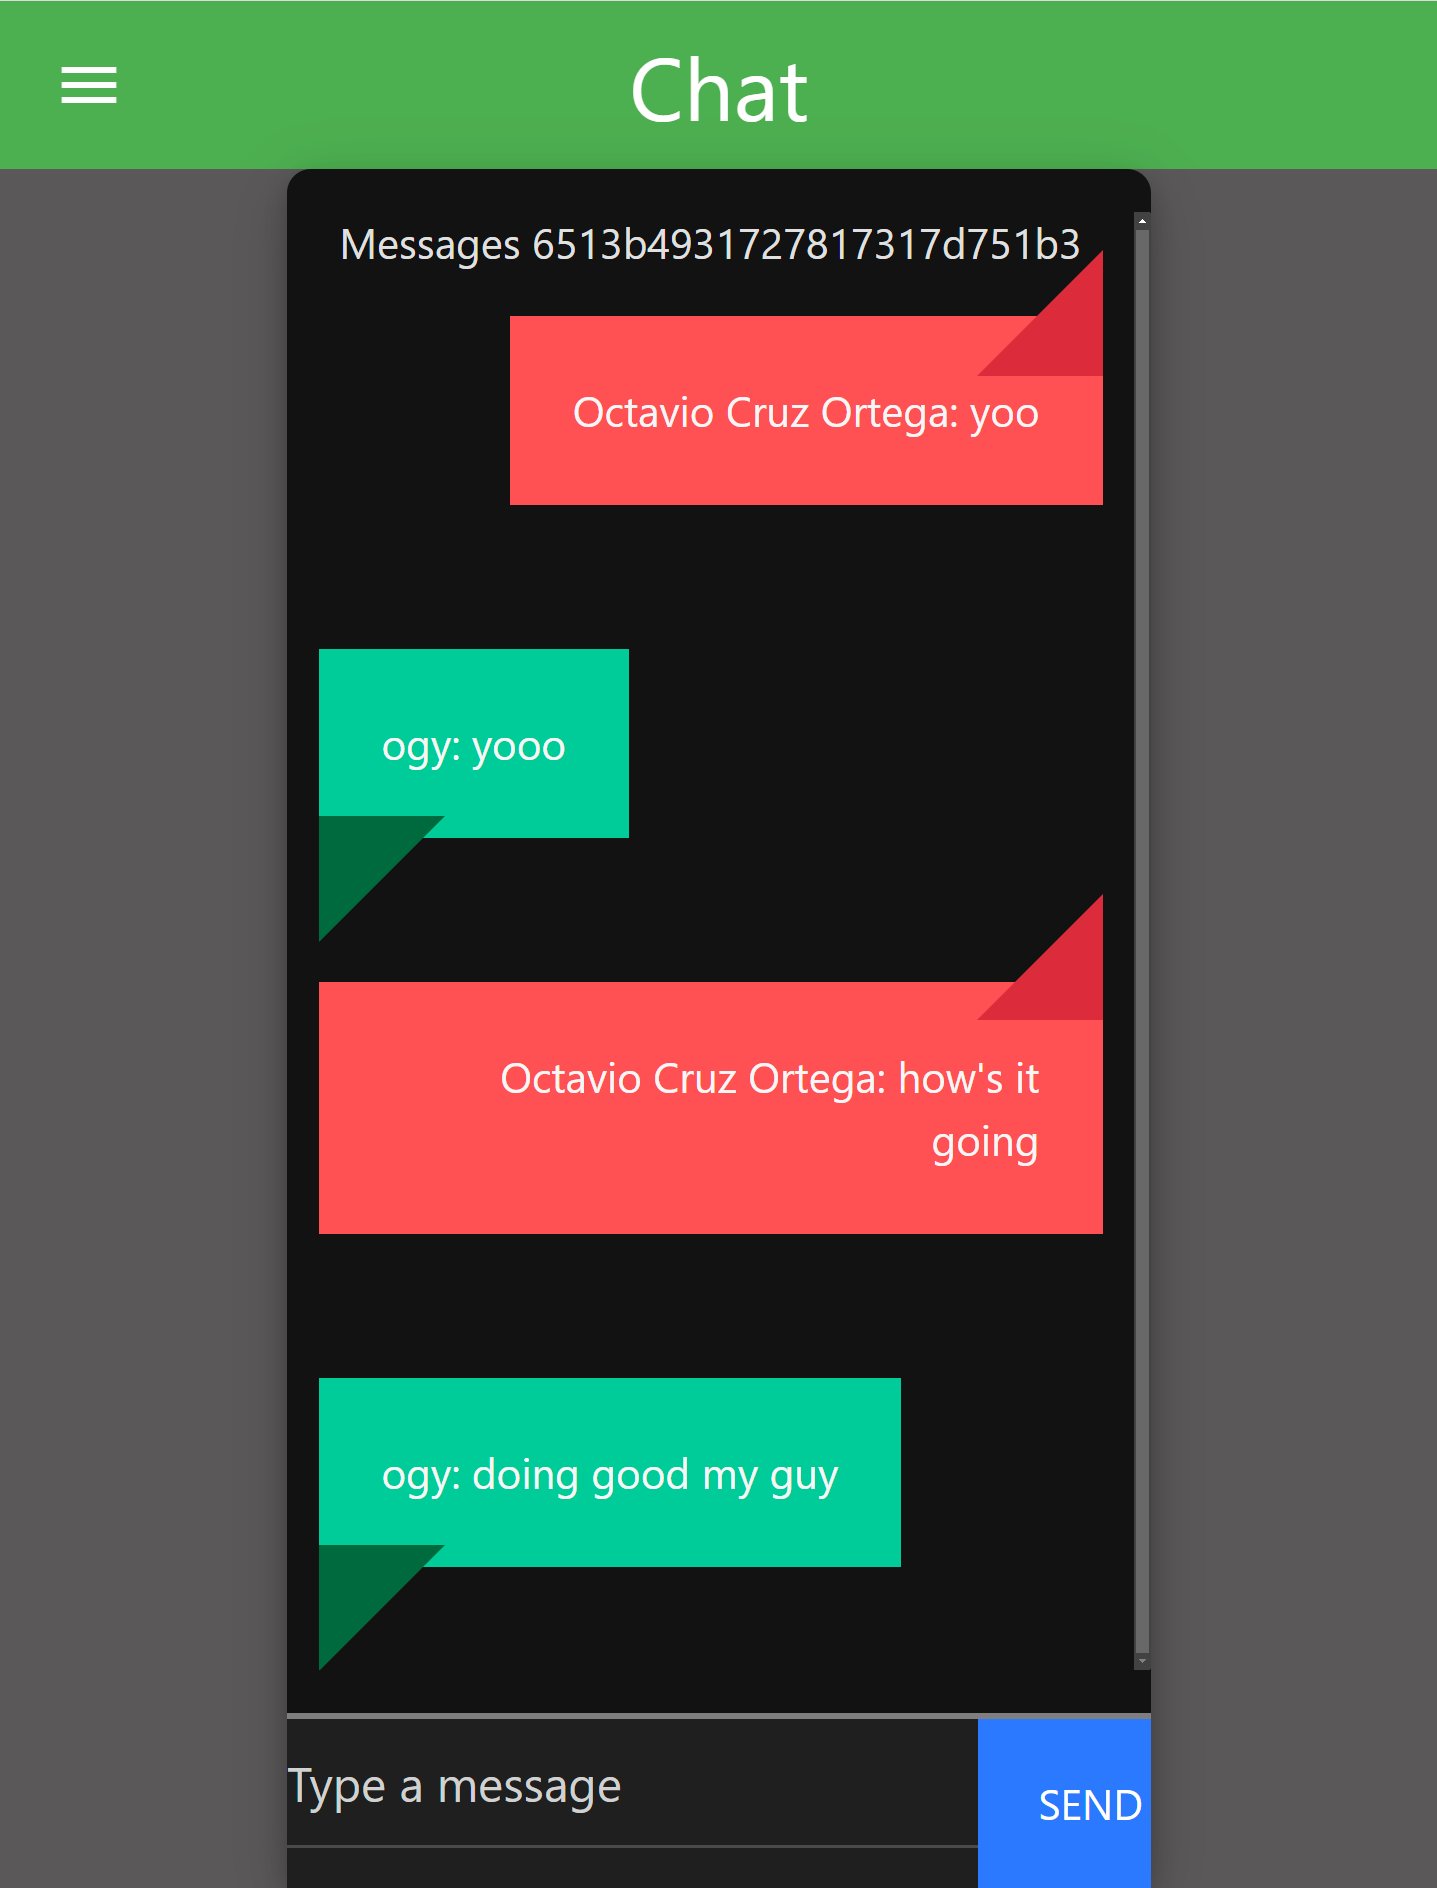 Chat
Messages 6513b4931727817317d751b3
Octavio Cruz Ortega: yoo
ogy: yooo
Octavio Cruz Ortega: how's it
going
ogy: doing good my guy
Type a message
SEND